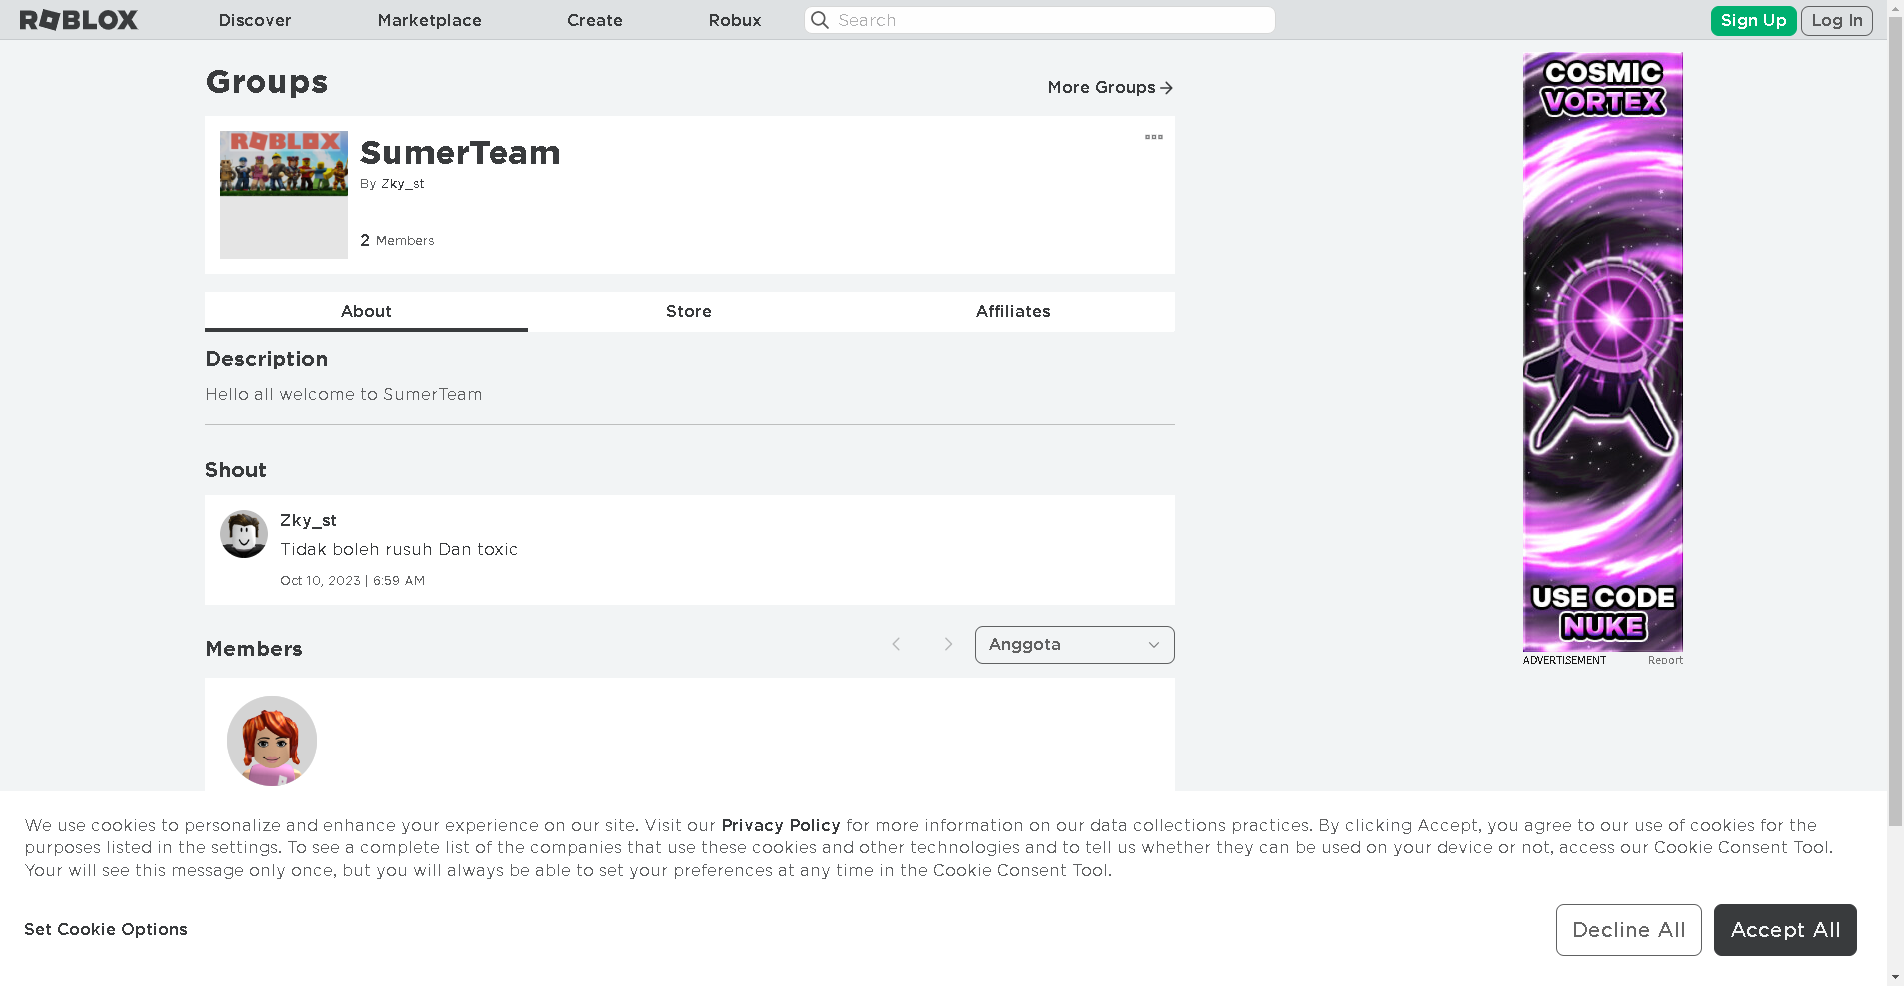 ROBLOX
Discover
Marketplace
Create
Robux
Search
Sign Up
Log In
Groups
More Groups
ROBLOX
SumerTeam
By Zky_st
2 Members
About
Store
Affiliates
Description
Hello all welcome to SumerTeam
Shout
Zky_st
Tidak boleh rusuh Dan toxic
Oct 10, 2023 | 6:59 AM
Members
Anggota
COSMIC
VORTEX
USE CODE
NUKE
ADVERTISEMENT
Report
We use cookies to personalize and enhance your experience on our site. Visit our Privacy Policy for more information on our data collections practices. By clicking Accept, you agree to our use of cookies for the
purposes listed in the settings. To see a complete list of the companies that use these cookies and other technologies and to tell us whether they can be used on your device or not, access our Cookie Consent Tool.
Your will see this message only once, but you will always be able to set your preferences at any time in the Cookie Consent Tool.
Set Cookie Options
Decline All
Accept All